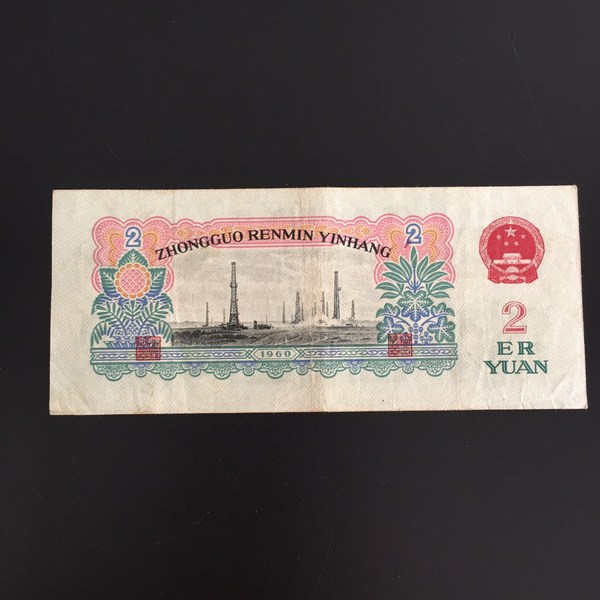 2
2
ZHONGGUO RENMIN YINHANG
1960
2
ER
YUAN